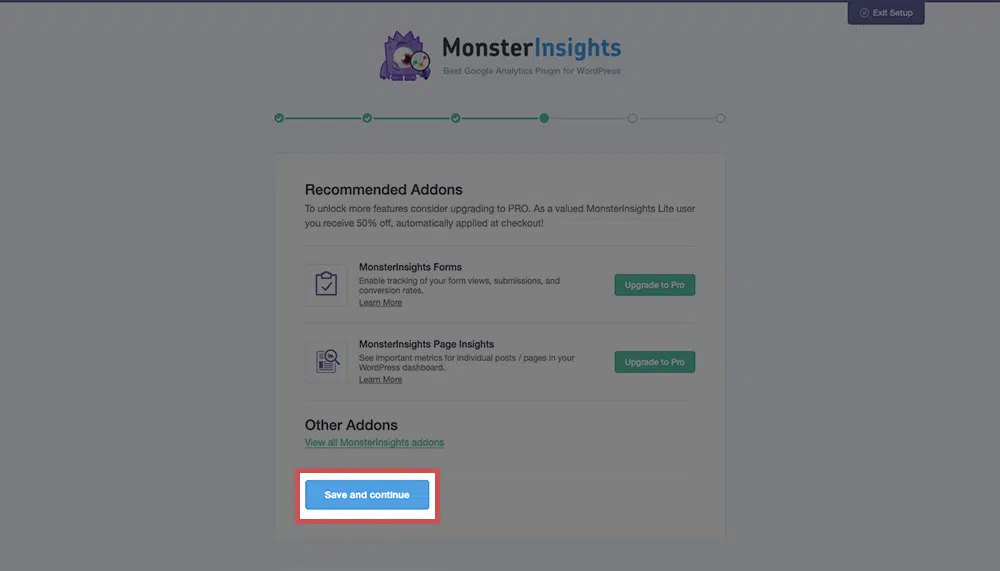 Exit Setup
MonsterInsights
Best Google Analytics Plugin for WordPress
Recommended Addons
To unlock more features consider upgrading to PRO. As a valued MonsterInsights Lite user
you receive 50% off, automatically applied at checkout!
MonsterInsights Forms
Enable tracking of your form views, submissions, and
conversion rates.
Learn More
Upgrade to Pro
MonsterInsights Page Insights
See important metrics for individual posts / pages in your
WordPress dashboard.
Learn More
Upgrade to Pro
Other Addons
View all MonsterInsights addons
Save and continue